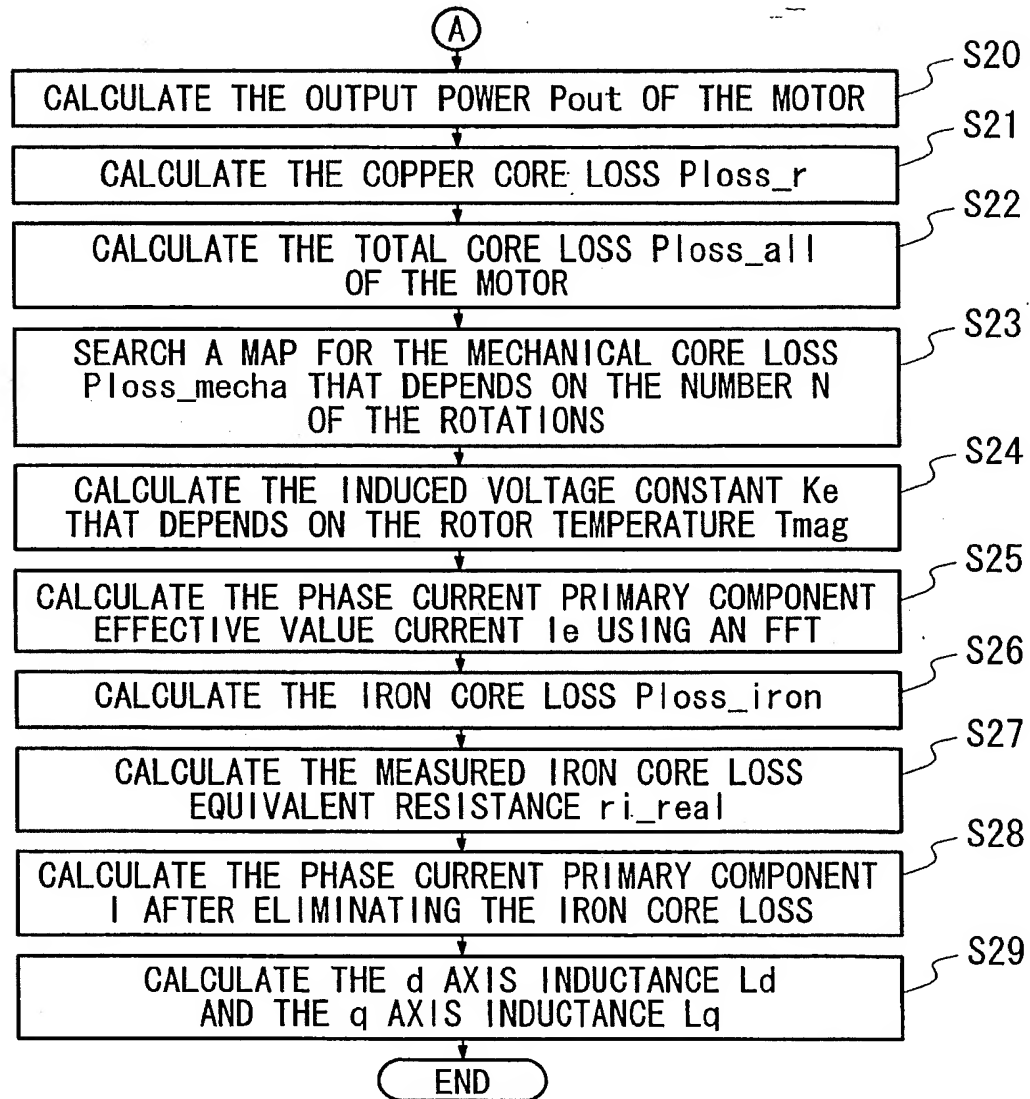 A
S20
CALCULATE THE OUTPUT POWER Pout OF THE MOTOR
S21
CALCULATE THE COPPER CORE LOSS Ploss_r
S22
CALCULATE THE TOTAL CORE LOSS Ploss_all
OF THE MOTOR
S23
SEARCH A MAP FOR THE MECHANICAL CORE LOSS
Ploss_mecha THAT DEPENDS ON THE NUMBER N
OF THE ROTATIONS
S24
CALCULATE THE INDUCED VOLTAGE CONSTANT Ke
THAT DEPENDS ON THE ROTOR TEMPERATURE Tmag
S25
CALCULATE THE PHASE CURRENT PRIMARY COMPONENT
EFFECTIVE VALUE CURRENT Ie USING AN FFT
S26
CALCULATE THE IRON CORE LOSS Ploss_iron
S27
CALCULATE THE MEASURED IRON CORE LOSS
EQUIVALENT RESISTANCE ri_real
S28
CALCULATE THE PHASE CURRENT PRIMARY COMPONENT
I AFTER ELIMINATING THE IRON CORE LOSS
S29
CALCULATE THE d AXIS INDUCTANCE Ld
AND THE q AXIS INDUCTANCE Lq
END